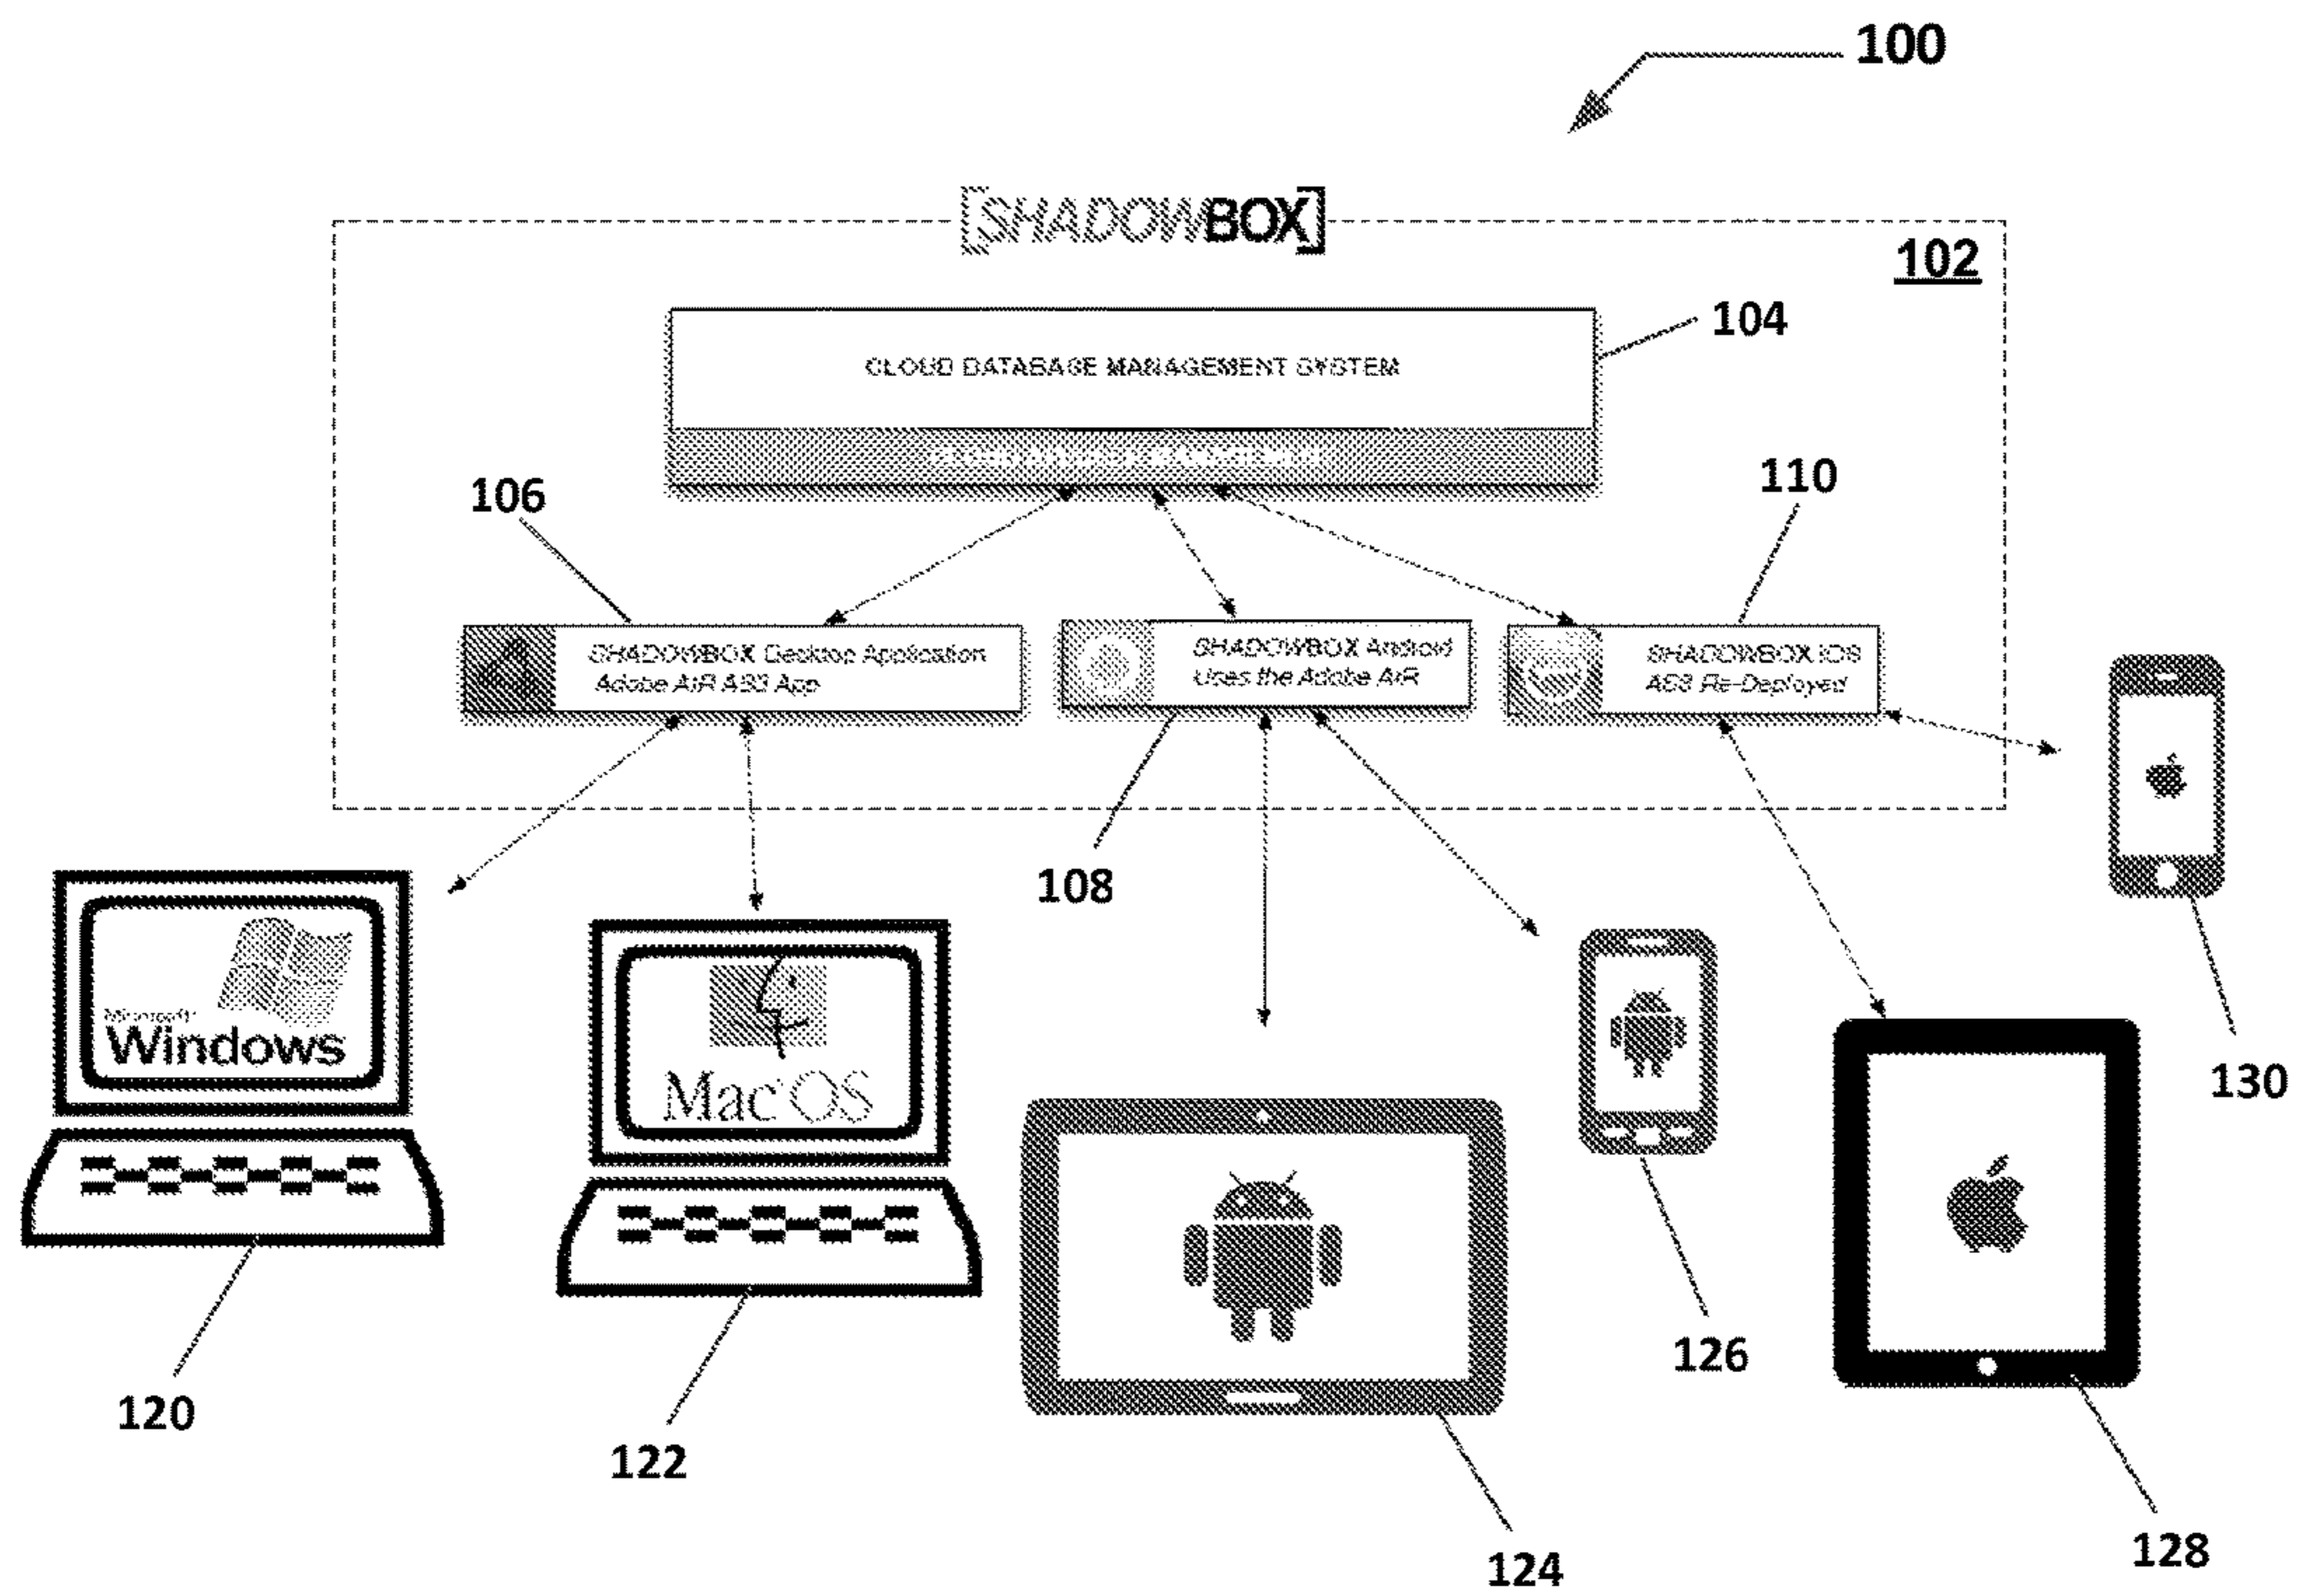 100
[SHADOWBOX]
102
104
CLOUD DATABASE MANAGEMENT SYSTEM
MANAGEMENT
106
110
SHADOWBOX Desktop Application
Adobe AIR AS3 App
SHADOWBOX Android
Uses the Adobe AIR
SHADOWBOX iOS
AS3 Re-Deployed
108
Microsoft
Windows
Mac OS
130
126
120
122
124
128